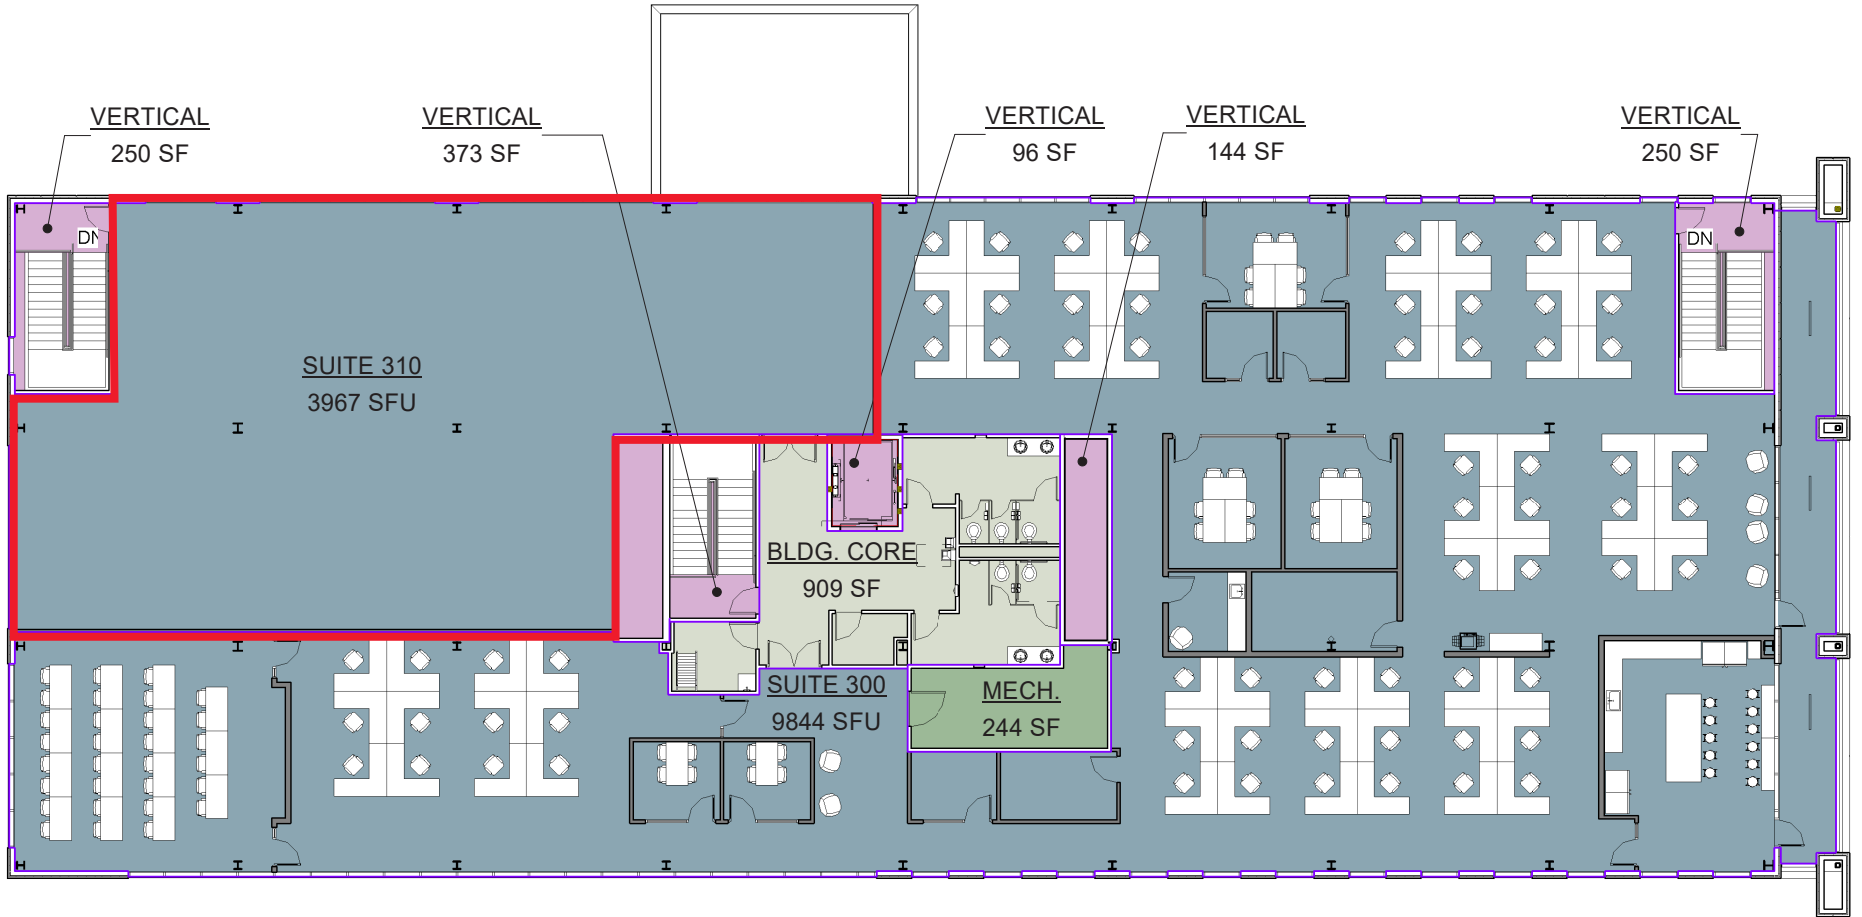 VERTICAL
250 SF
VERTICAL
373 SF
VERTICAL
96 SF
VERTICAL
144 SF
VERTICAL
250 SF
DN
DN
SUITE 310
3967 SFU
BLDG. CORE
909 SF
SUITE 300
9844 SFU
MECH.
244 SF